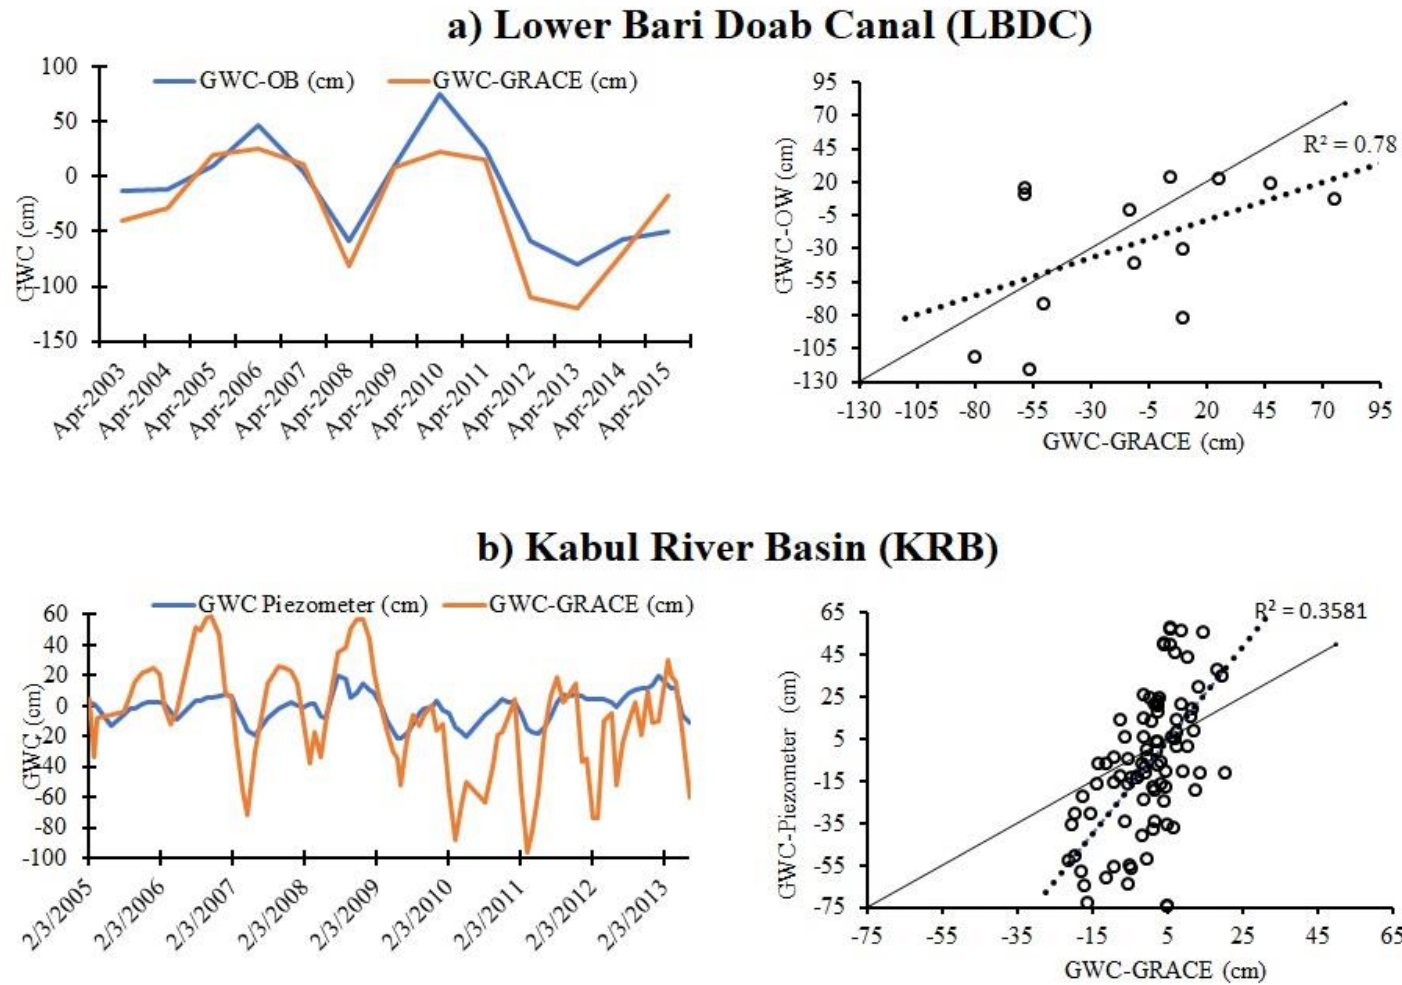 a) Lower Bari Doab Canal (LBDC)
GWC-OB (cm) GWC-GRACE (cm)
GWC (cm)
100
50
0
-50
-100
-150
Apr-2003
Apr-2004
Apr-2005
Apr-2006
Apr-2007
Apr-2008
Apr-2009
Apr-2010
Apr-2011
Apr-2012
Apr-2013
Apr-2014
Apr-2015
GWC-OW (cm)
95
70
45
20
-5
-30
-55
-80
-105
-130
R² = 0.78
-130 -105 -80 -55 -30 -5 20 45 70 95
GWC-GRACE (cm)
b) Kabul River Basin (KRB)
GWC Piezometer (cm) GWC-GRACE (cm)
GWC (cm)
60
40
20
0
-20
-40
-60
-80
-100
2/3/2005
2/3/2006
2/3/2007
2/3/2008
2/3/2009
2/3/2010
2/3/2011
2/3/2012
2/3/2013
GWC-Piezometer (cm)
65
45
25
5
-15
-35
-55
-75
R² = 0.3581
-75 -55 -35 -15 5 25 45 65
GWC-GRACE (cm)